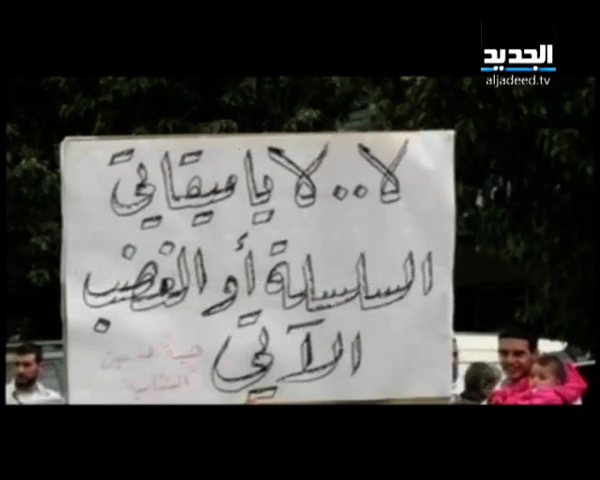 الجديد
aljadeed.tv
لا..لا يا ميقاتي
السلسلة أو الغضب
الآتي